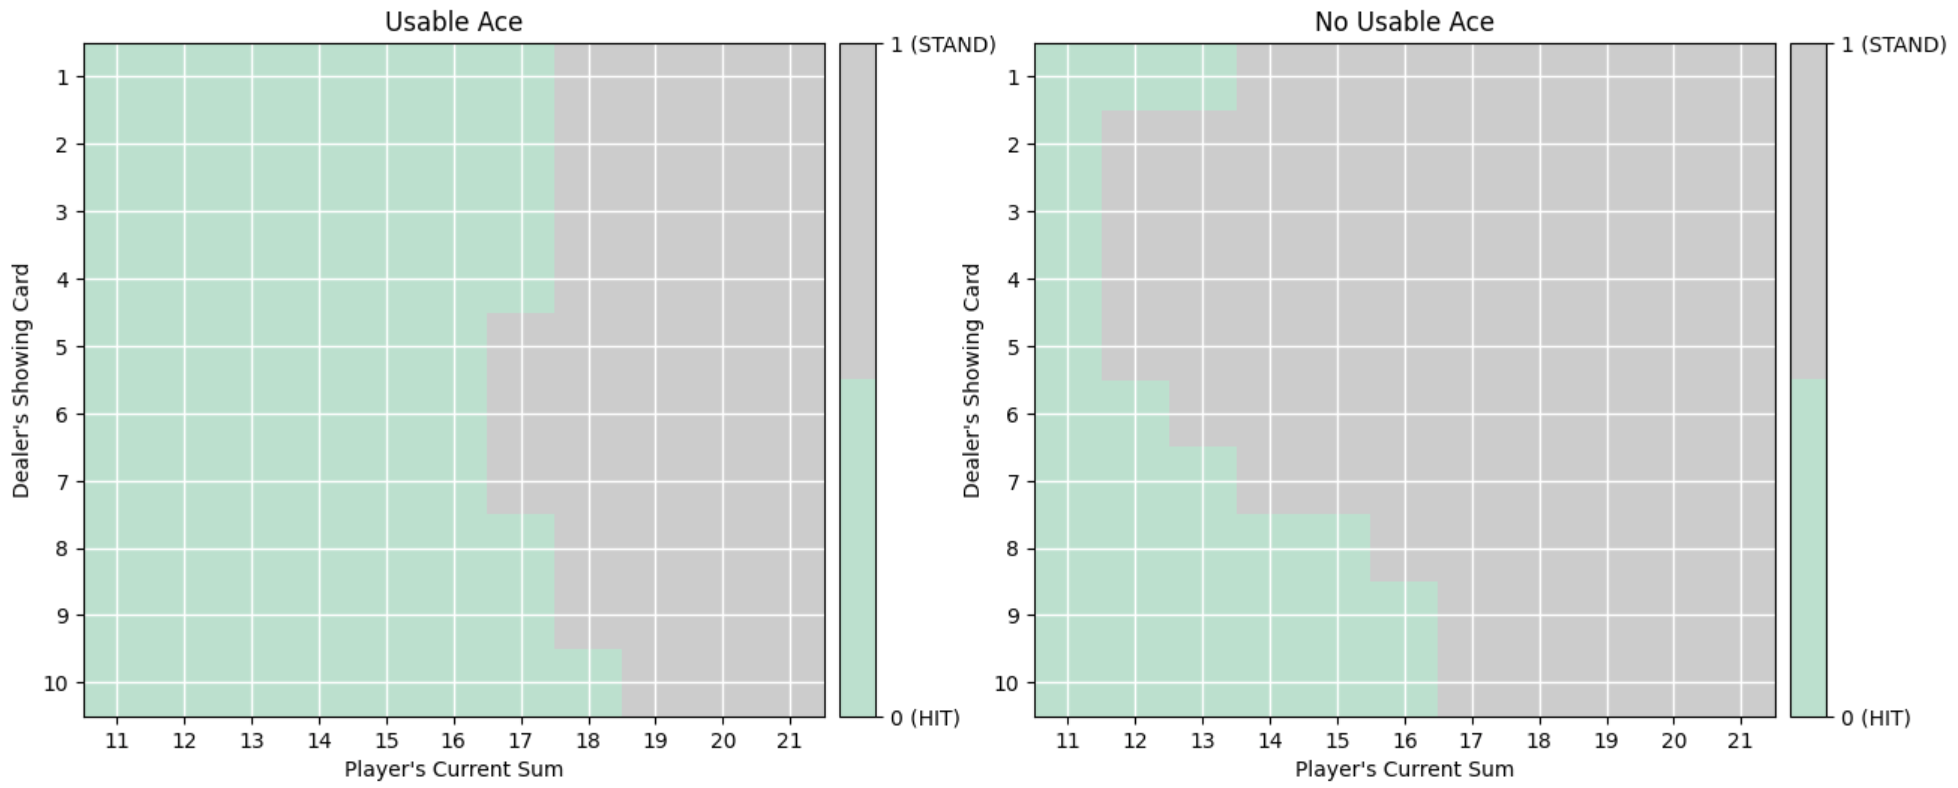 Usable Ace
1 (STAND)
0 (HIT)
Dealer's Showing Card
1
2
3
4
5
6
7
8
9
10
11 12 13 14 15 16 17 18 19 20 21
Player's Current Sum
No Usable Ace
1 (STAND)
0 (HIT)
Dealer's Showing Card
1
2
3
4
5
6
7
8
9
10
11 12 13 14 15 16 17 18 19 20 21
Player's Current Sum